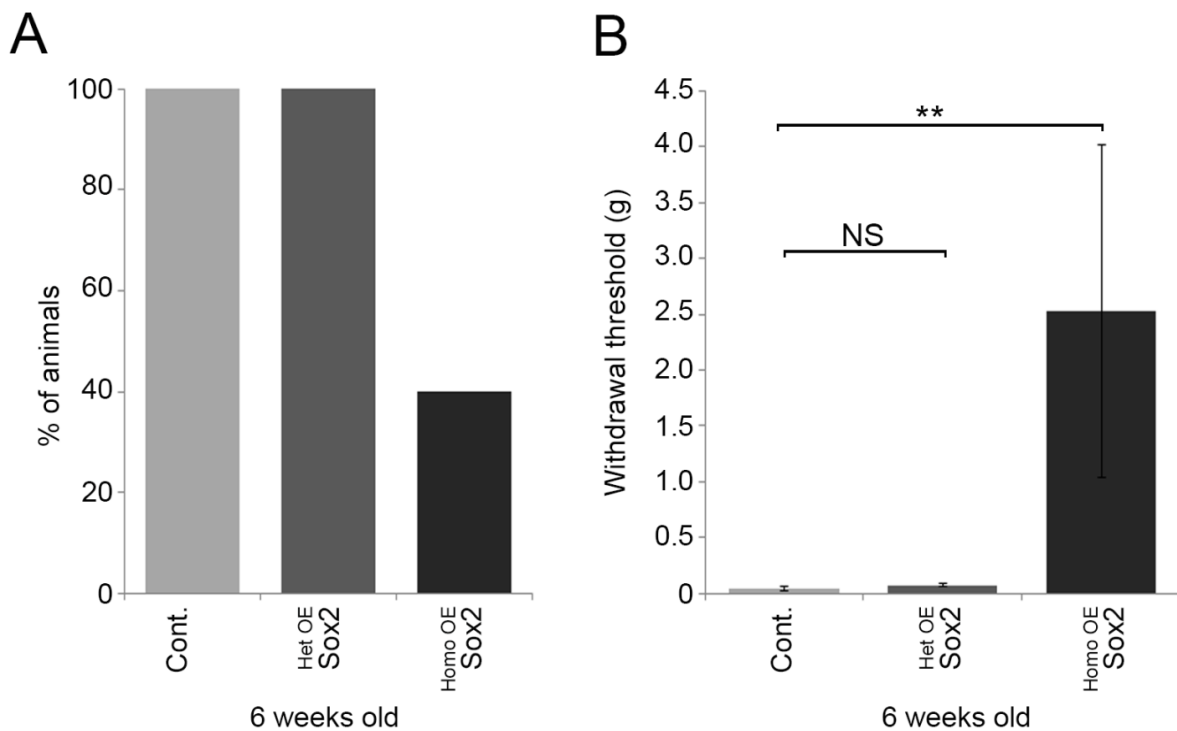 A
100
80
60
40
20
0
% of animals
Cont.
Het OE
Sox2
Homo OE
Sox2
6 weeks old
B
4.5
4.0
3.5
3.0
2.5
2.0
1.5
1.0
0.5
0
Withdrawal threshold (g)
**
NS
Cont.
Het OE
Sox2
Homo OE
Sox2
6 weeks old